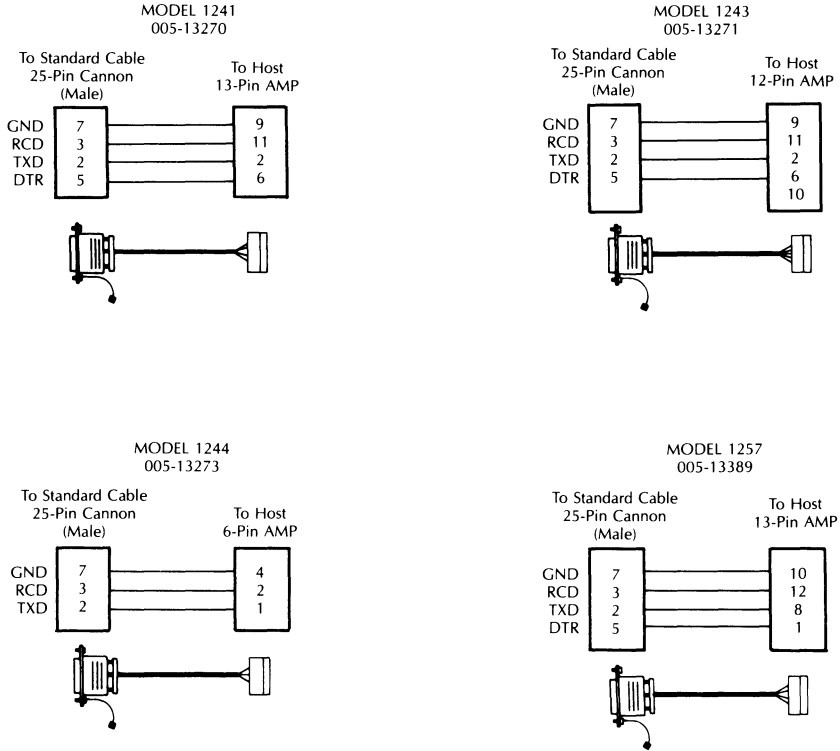 MODEL 1241
005-13270
To Standard Cable
25-Pin Cannon
(Male)
To Host
13-Pin AMP
GND 7 9
RCD 3 11
TXD 2 2
DTR 5 6
MODEL 1243
005-13271
To Standard Cable
25-Pin Cannon
(Male)
To Host
12-Pin AMP
GND 7 9
RCD 3 11
TXD 2 2
DTR 5 6
10
MODEL 1244
005-13273
To Standard Cable
25-Pin Cannon
(Male)
To Host
6-Pin AMP
GND 7 4
RCD 3 2
TXD 2 1
MODEL 1257
005-13389
To Standard Cable
25-Pin Cannon
(Male)
To Host
13-Pin AMP
GND 7 10
RCD 3 12
TXD 2 8
DTR 5 1